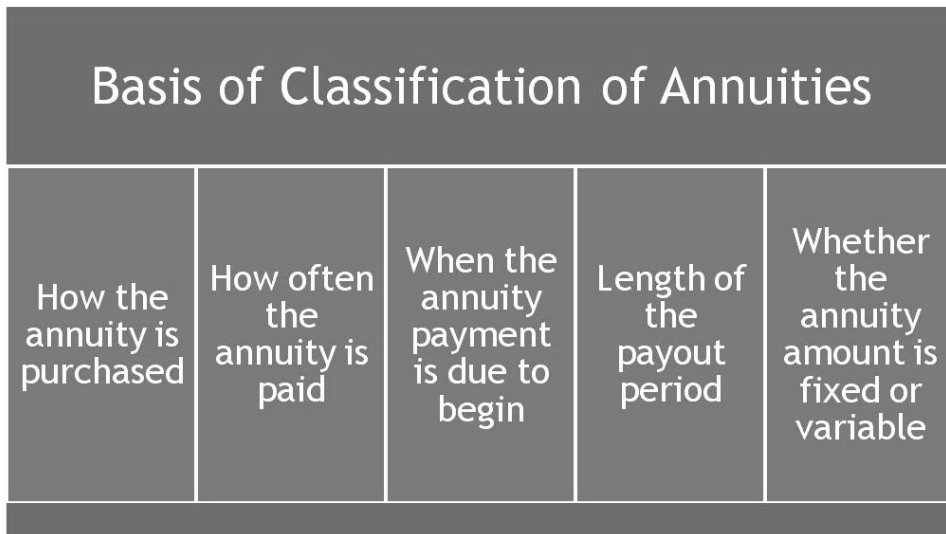 Basis of Classification of Annuities
How the
annuity is
purchased
How often
the
annuity is
paid
When the
annuity
payment
is due to
begin
Length of
the
payout
period
Whether
the
annuity
amount is
fixed or
variable